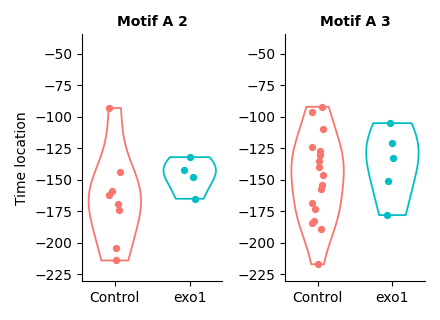 Motif A 2
Motif A 3
Time location
−50
−75
−100
−125
−150
−175
−200
−225
−50
−75
−100
−125
−150
−175
−200
−225
Control
exo1
Control
exo1